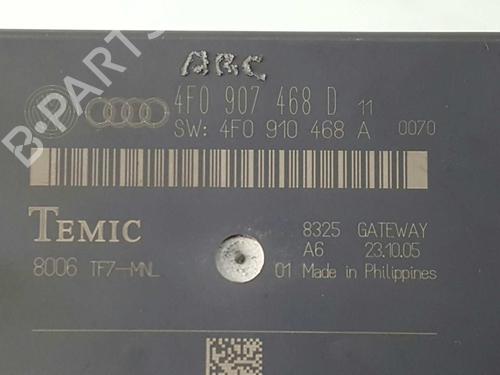 B-PARTS
ARC
4F0 907 468 D 11
SW: 4F0 910 468 A 0070
TEMIC
8325 GATEWAY
A6 23.10.05
8006 TF7-MNL
01 Made in Philippines